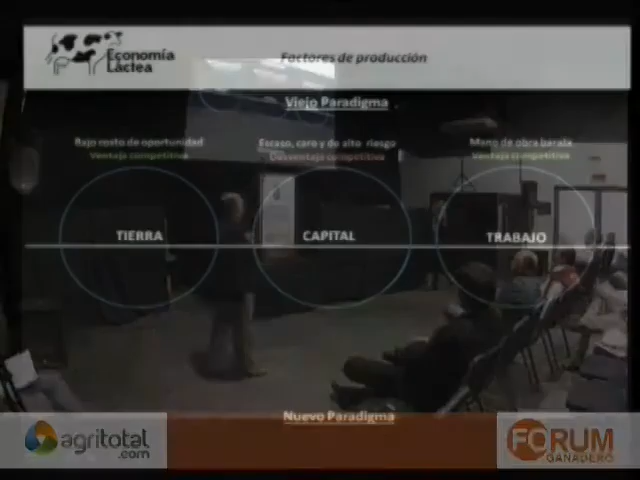 Economía
Láctea
Factores de producción
Viejo Paradigma
Bajo costo de oportunidad
Ventaja competitiva
Escaso, caro y de alto riesgo
Desventaja competitiva
Mano de obra barata
Ventaja competitiva
TIERRA
CAPITAL
TRABAJO
Nuevo Paradigma
agritotal
.com
FORUM
GANADERO